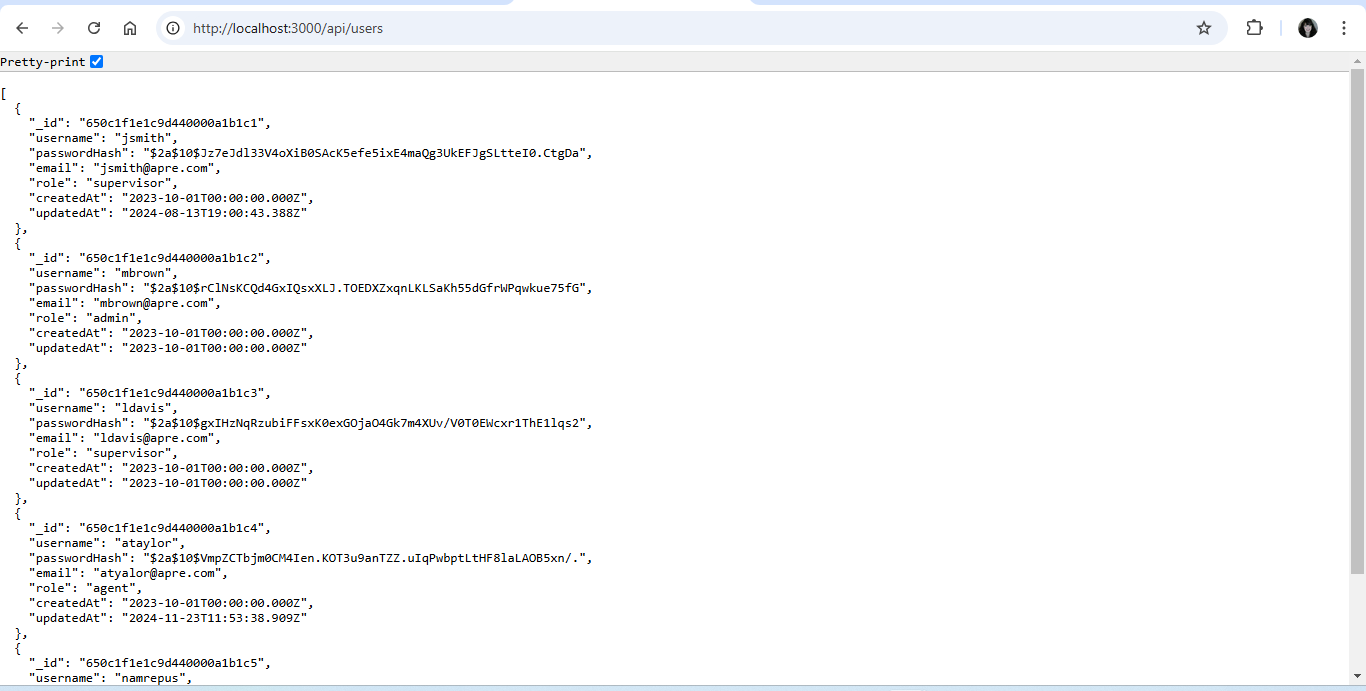 http://localhost:3000/api/users
Pretty-print
[
  {
    "_id": "650c1f1e1c9d440000a1b1c1",
    "username": "jsmith",
    "passwordHash": "$2a$10$Jz7eJdl33V4oXiB0SAcK5efe5ixE4maQg3UkEFJgSLtteI0.CtgDa",
    "email": "jsmith@apre.com",
    "role": "supervisor",
    "createdAt": "2023-10-01T00:00:00.000Z",
    "updatedAt": "2024-08-13T19:00:43.388Z"
  },
  {
    "_id": "650c1f1e1c9d440000a1b1c2",
    "username": "mbrown",
    "passwordHash": "$2a$10$rClNsKCQd4GxIQsxXLJ.TOEDXZxqnLKLSaKh55dGfrWPqwkue75fG",
    "email": "mbrown@apre.com",
    "role": "admin",
    "createdAt": "2023-10-01T00:00:00.000Z",
    "updatedAt": "2023-10-01T00:00:00.000Z"
  },
  {
    "_id": "650c1f1e1c9d440000a1b1c3",
    "username": "ldavis",
    "passwordHash": "$2a$10$gxIHzNqRzubiFFsxK0exGOjaO4Gk7m4XUv/V0T0EWcxr1ThE1lqs2",
    "email": "ldavis@apre.com",
    "role": "supervisor",
    "createdAt": "2023-10-01T00:00:00.000Z",
    "updatedAt": "2023-10-01T00:00:00.000Z"
  },
  {
    "_id": "650c1f1e1c9d440000a1b1c4",
    "username": "ataylor",
    "passwordHash": "$2a$10$VmpZCTbjm0CM4Ien.KOT3u9anTZZ.uIqPwbptLtHF8laLAOB5xn/.",
    "email": "atyalor@apre.com",
    "role": "agent",
    "createdAt": "2023-10-01T00:00:00.000Z",
    "updatedAt": "2024-11-23T11:53:38.909Z"
  },
  {
    "_id": "650c1f1e1c9d440000a1b1c5",
    "username": "namrepus",